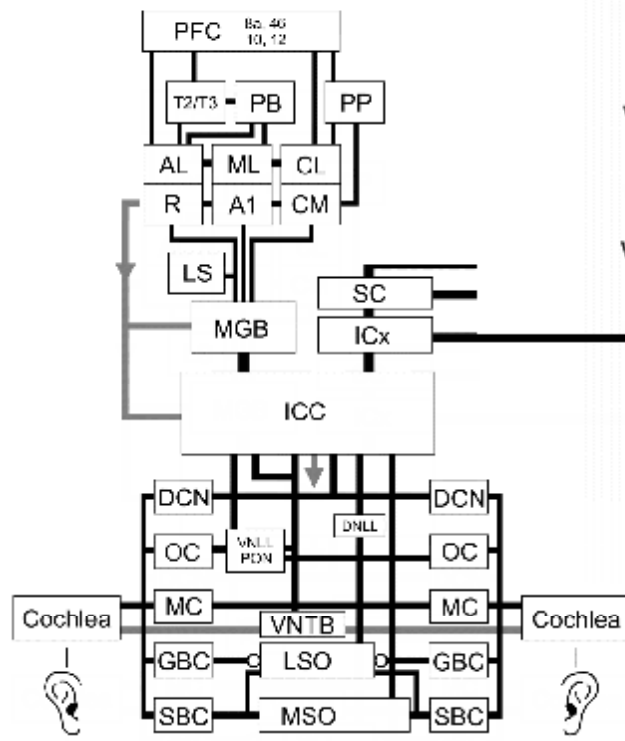 PFC 8a, 46
10, 12
T2/T3 PB PP
AL ML CL
R A1 CM
LS
SC
MGB
ICx
ICC
DCN DCN
DNLL
VNLL
PON
OC OC
MC MC
Cochlea Cochlea
VNTB
GBC LSO GBC
SBC MSO SBC